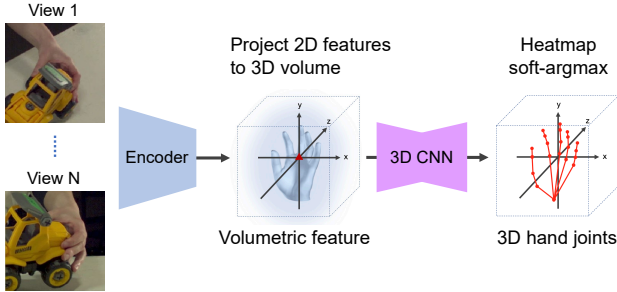 View 1
View N
Encoder
Project 2D features
to 3D volume
y
z
x
Volumetric feature
3D CNN
Heatmap
soft-argmax
y
z
x
3D hand joints